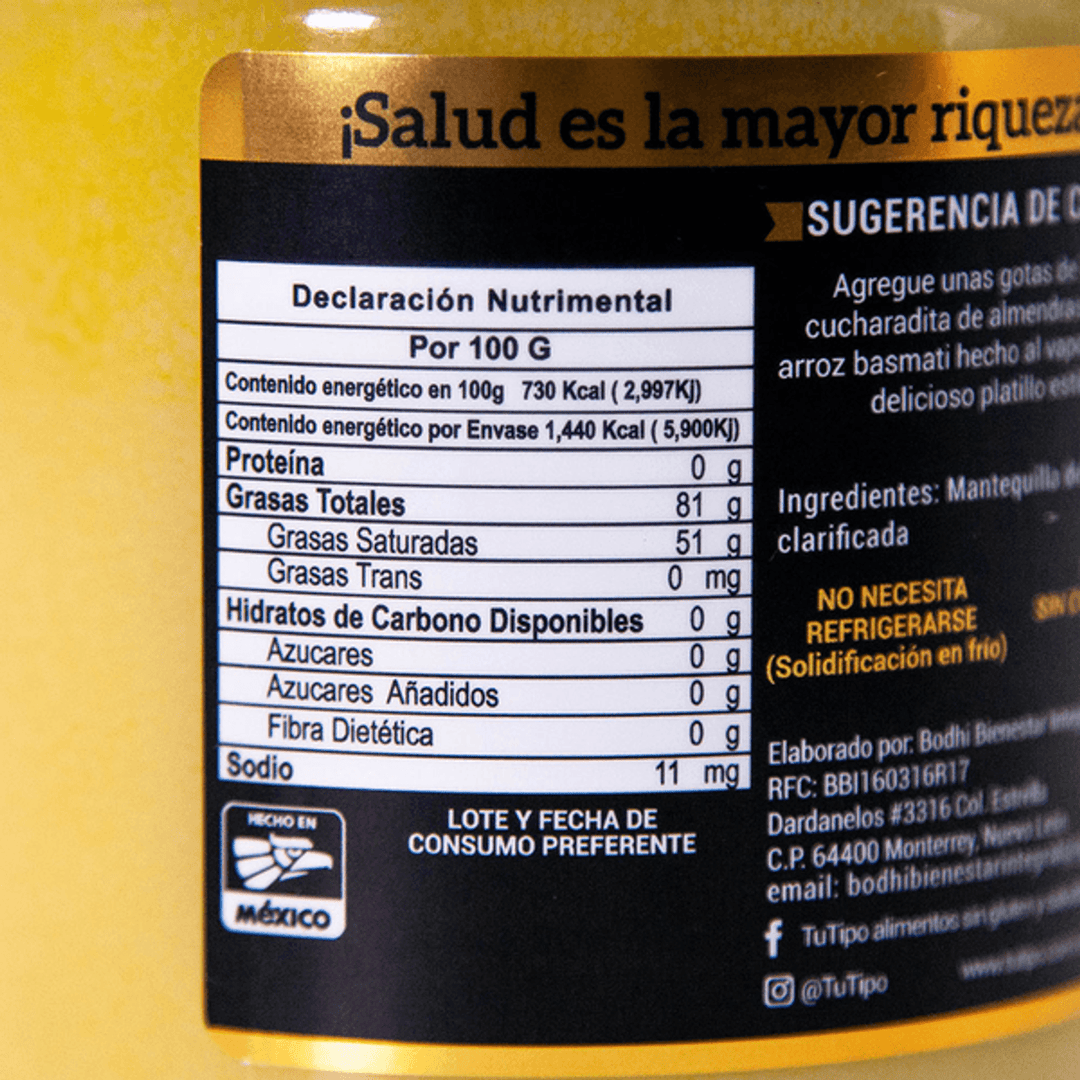 ¡Salud es la mayor riqueza
SUGERENCIA DE
Agregue unas gotas de
cucharadita de almendras
arroz basmati hecho al vapor
delicioso platillo
Ingredientes: Mantequilla de
clarificada
NO NECESITA
REFRIGERARSE
(Solidificación en frío)
SIN
Elaborado por: Bodhi Bienestar
RFC: BBI160316R17
Dardanelos #3316 Col. Estrella
C.P. 64400 Monterrey, Nuevo León
email: bodhibienestarintegral
TuTipo alimentos sin gluten y
@TuTipo
Declaración Nutrimental
Por 100 G
Contenido energético en 100g 730 Kcal ( 2,997Kj)
Contenido energético por Envase 1,440 Kcal ( 5,900Kj)
Proteína 0 g
Grasas Totales 81 g
Grasas Saturadas 51 g
Grasas Trans 0 mg
Hidratos de Carbono Disponibles 0 g
Azucares 0 g
Azucares Añadidos 0 g
Fibra Dietética 0 g
Sodio 11 mg
HECHO EN
MÉXICO
LOTE Y FECHA DE
CONSUMO PREFERENTE